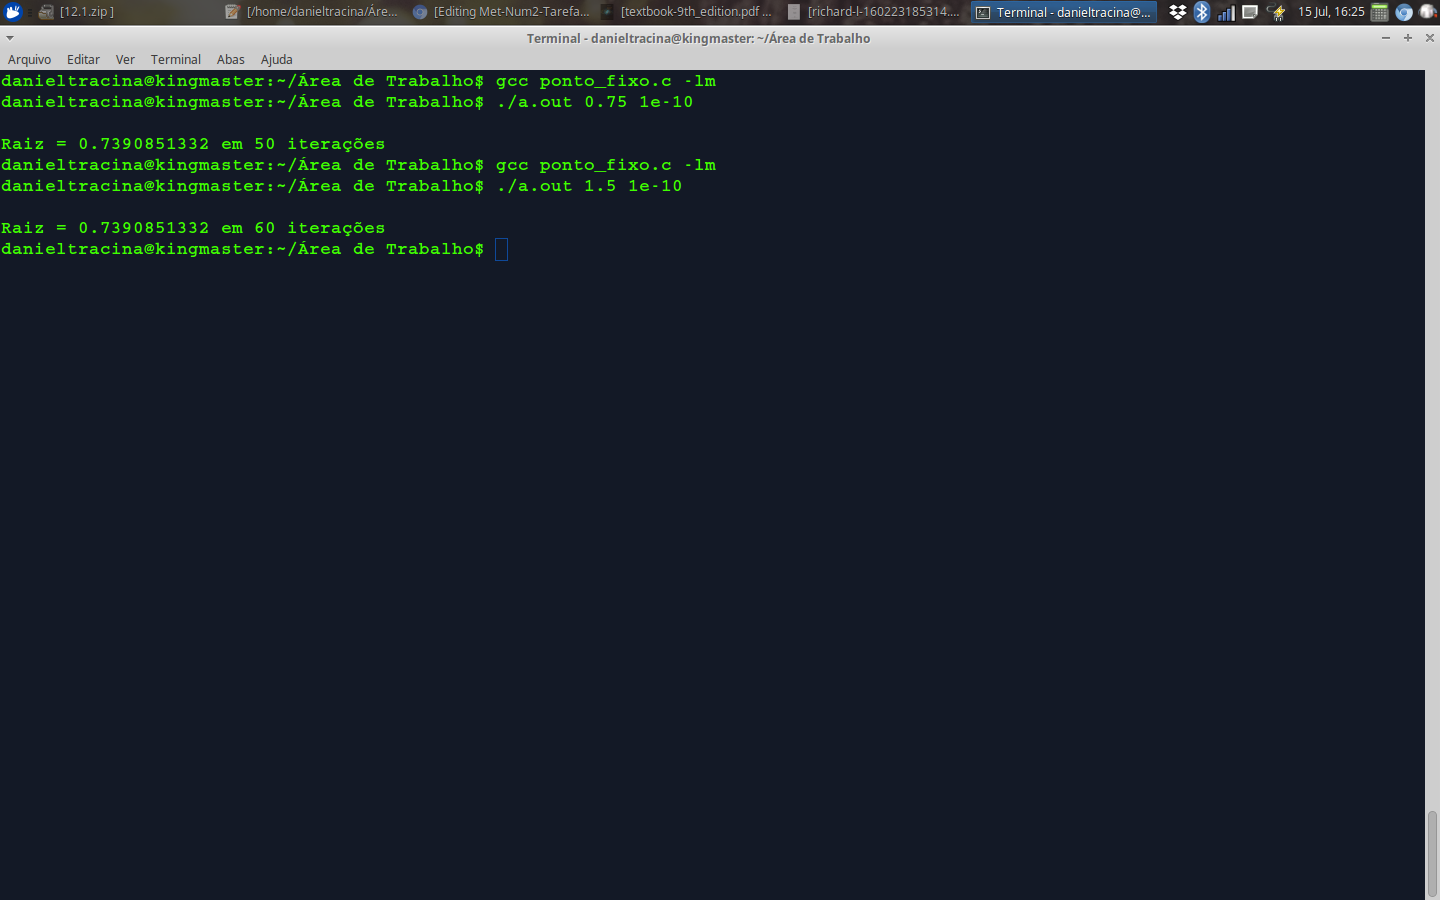 [12.1.zip ]
[/home/danieltracina/Áre...
[Editing Met-Num2-Tarefa...
[textbook-9th_edition.pdf ...
[richard-l-160223185314....
Terminal - danieltracina@...
15 Jul, 16:25
Terminal - danieltracina@kingmaster: ~/Área de Trabalho
Arquivo Editar Ver Terminal Abas Ajuda
danieltracina@kingmaster:~/Área de Trabalho$ gcc ponto_fixo.c -lm
danieltracina@kingmaster:~/Área de Trabalho$ ./a.out 0.75 1e-10
Raiz = 0.7390851332 em 50 iterações
danieltracina@kingmaster:~/Área de Trabalho$ gcc ponto_fixo.c -lm
danieltracina@kingmaster:~/Área de Trabalho$ ./a.out 1.5 1e-10
Raiz = 0.7390851332 em 60 iterações
danieltracina@kingmaster:~/Área de Trabalho$